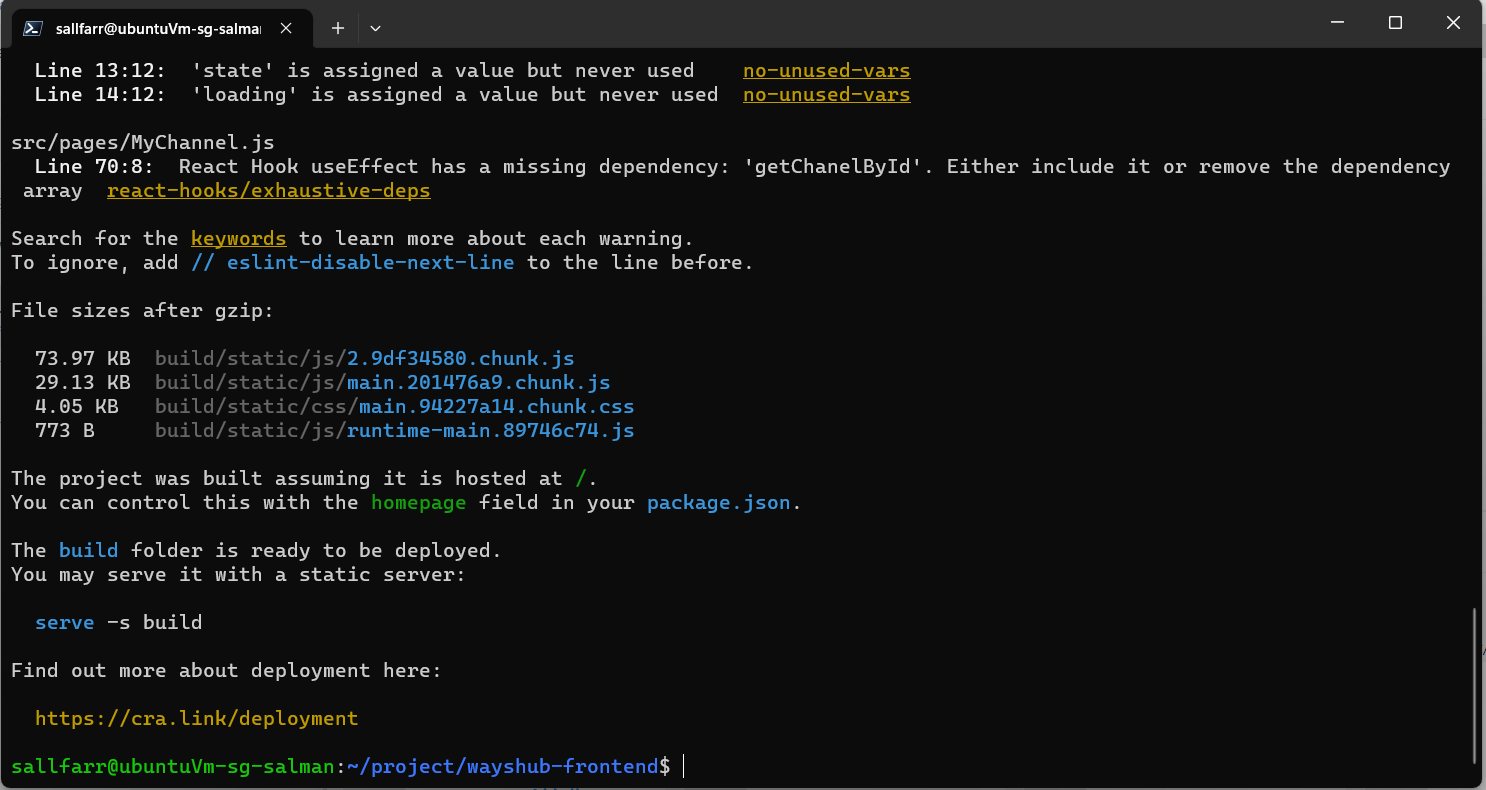 sallfarr@ubuntuVm-sg-salmar
Line 13:12:  'state' is assigned a value but never used    no-unused-vars
Line 14:12:  'loading' is assigned a value but never used  no-unused-vars
src/pages/MyChannel.js
Line 70:8:  React Hook useEffect has a missing dependency: 'getChanelById'. Either include it or remove the dependency
array  react-hooks/exhaustive-deps
Search for the keywords to learn more about each warning.
To ignore, add // eslint-disable-next-line to the line before.
File sizes after gzip:
73.97 KB  build/static/js/2.9df34580.chunk.js
29.13 KB  build/static/js/main.201476a9.chunk.js
4.05 KB   build/static/css/main.94227a14.chunk.css
773 B     build/static/js/runtime-main.89746c74.js
The project was built assuming it is hosted at /.
You can control this with the homepage field in your package.json.
The build folder is ready to be deployed.
You may serve it with a static server:
serve -s build
Find out more about deployment here:
https://cra.link/deployment
sallfarr@ubuntuVm-sg-salman:~/project/wayshub-frontend$